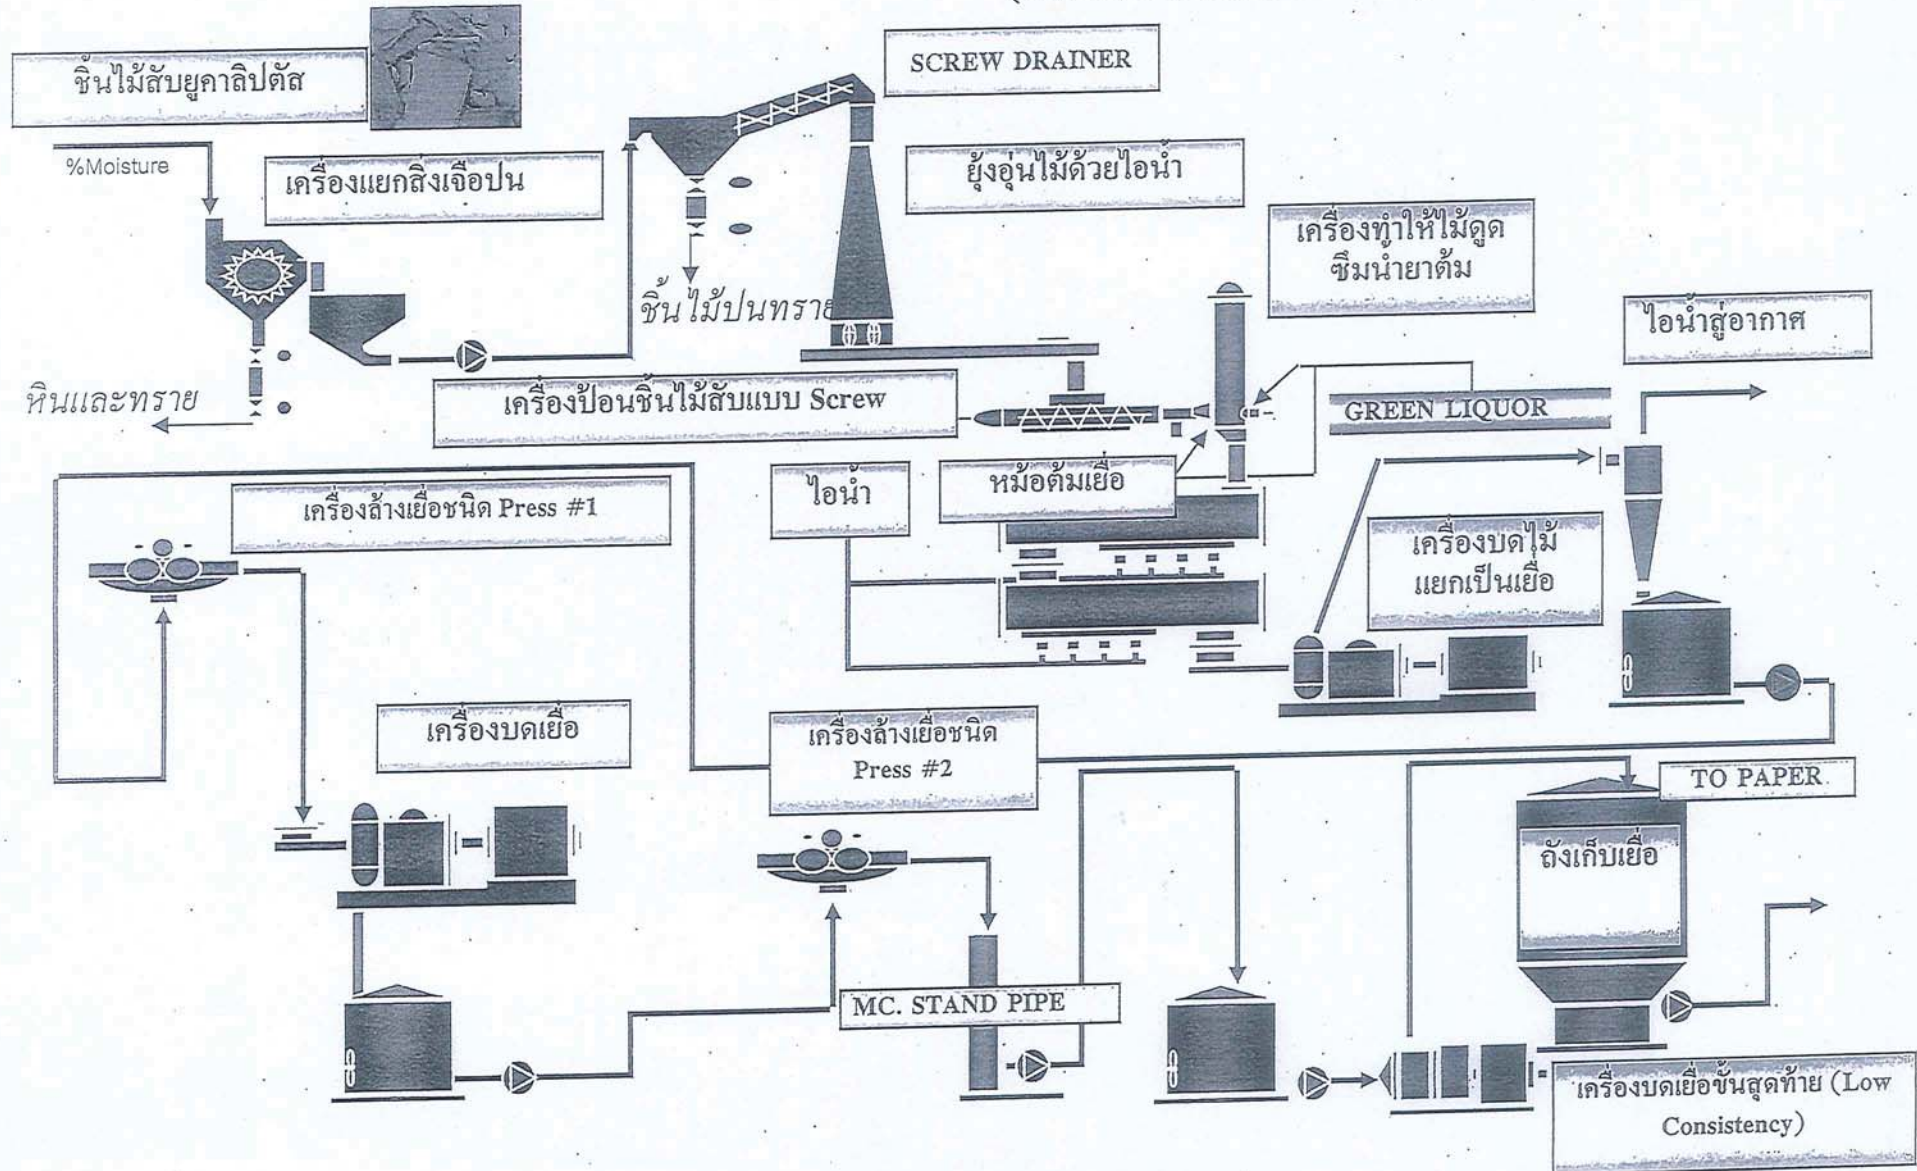 ชิ้นไม้สับยูคาลิปตัส
SCREW DRAINER
%Moisture
เครื่องแยกสิ่งเจือปน
ยุ้งอุ่นไม้ด้วยไอน้ำ
เครื่องทำให้ไม้ดูด
ซึมน้ำยาต้ม
ชิ้นไม้ปนทราย
ไอน้ำสู่อากาศ
หินและทราย
เครื่องป้อนชิ้นไม้สับแบบ Screw
GREEN LIQUOR
เครื่องล้างเยื่อชนิด Press #1
ไอน้ำ
หม้อต้มเยื่อ
เครื่องบดไม้
แยกเป็นเยื่อ
เครื่องบดเยื่อ
เครื่องล้างเยื่อชนิด
Press #2
TO PAPER
ถังเก็บเยื่อ
MC. STAND PIPE
เครื่องบดเยื่อขั้นสุดท้าย (Low
Consistency)